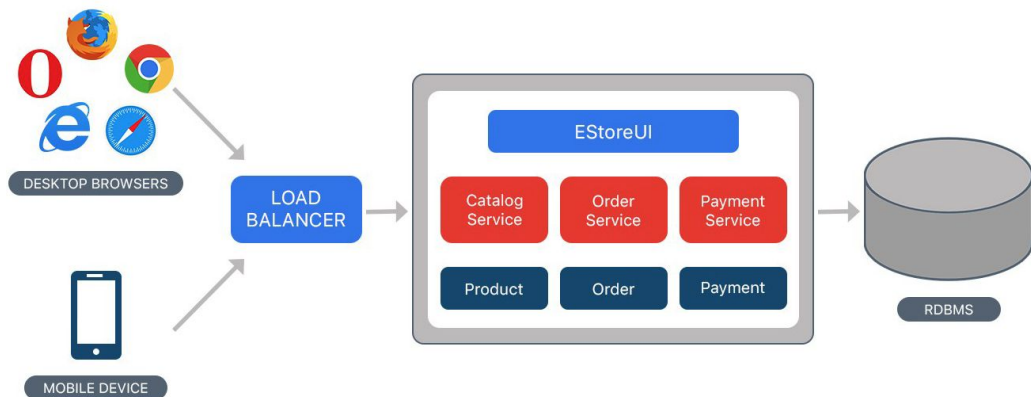 DESKTOP BROWSERS
MOBILE DEVICE
LOAD
BALANCER
EStoreUI
Catalog
Service
Order
Service
Payment
Service
Product
Order
Payment
RDBMS